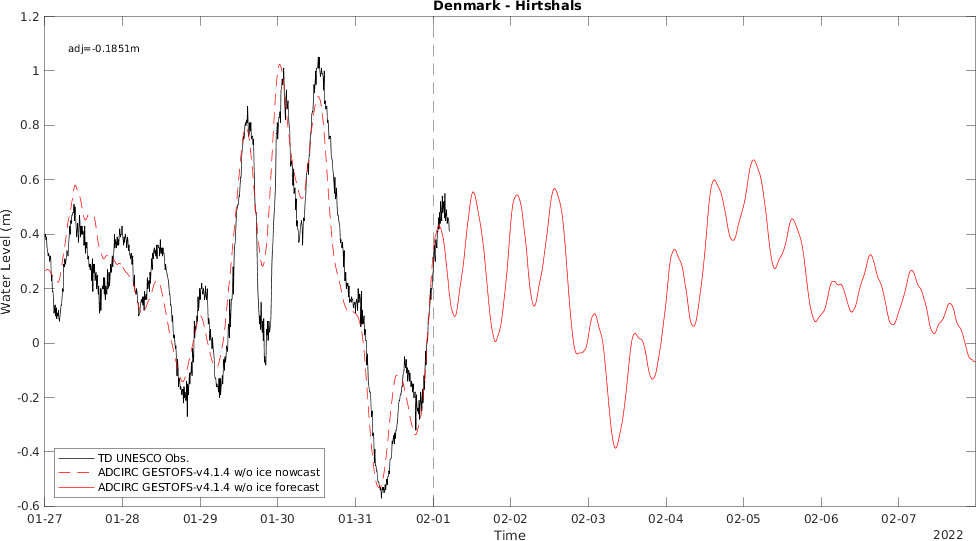 Denmark - Hirtshals
adj=-0.1851m
1.2
1
0.8
0.6
0.4
0.2
0
-0.2
-0.4
-0.6
Water Level (m)
TD UNESCO Obs.
ADCIRC GESTOFS-v4.1.4 w/o ice nowcast
ADCIRC GESTOFS-v4.1.4 w/o ice forecast
01-27 01-28 01-29 01-30 01-31 02-01 02-02 02-03 02-04 02-05 02-06 02-07
Time
2022